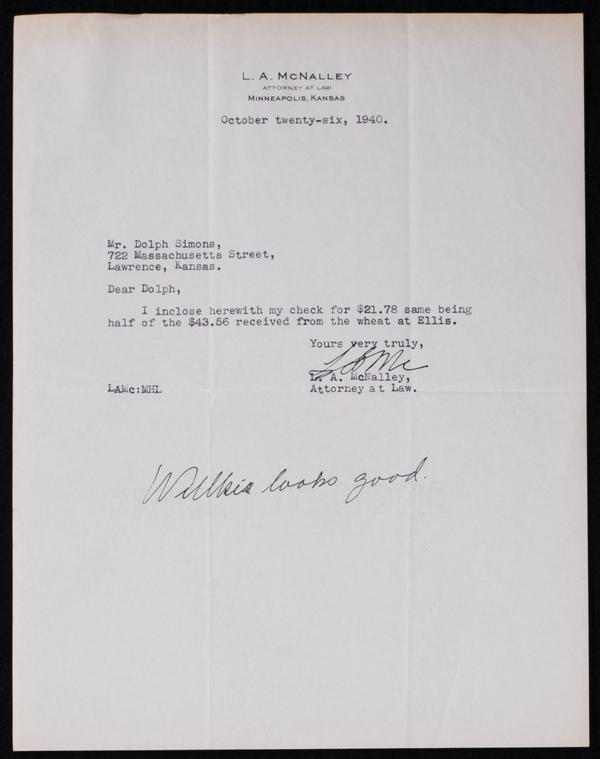 L. A. McNALLEY
ATTORNEY AT LAW
MINNEAPOLIS, KANSAS
October twenty-six, 1940.
Mr. Dolph Simons,
722 Massachusetts Street,
Lawrence, Kansas.
Dear Dolph,
I inclose herewith my check for $21.78 same being
half of the $43.56 received from the wheat at Ellis.
Yours very truly,
L A Mc
L. A. McNalley,
LAMc:MHL Attorney at Law.
Willkie looks good.